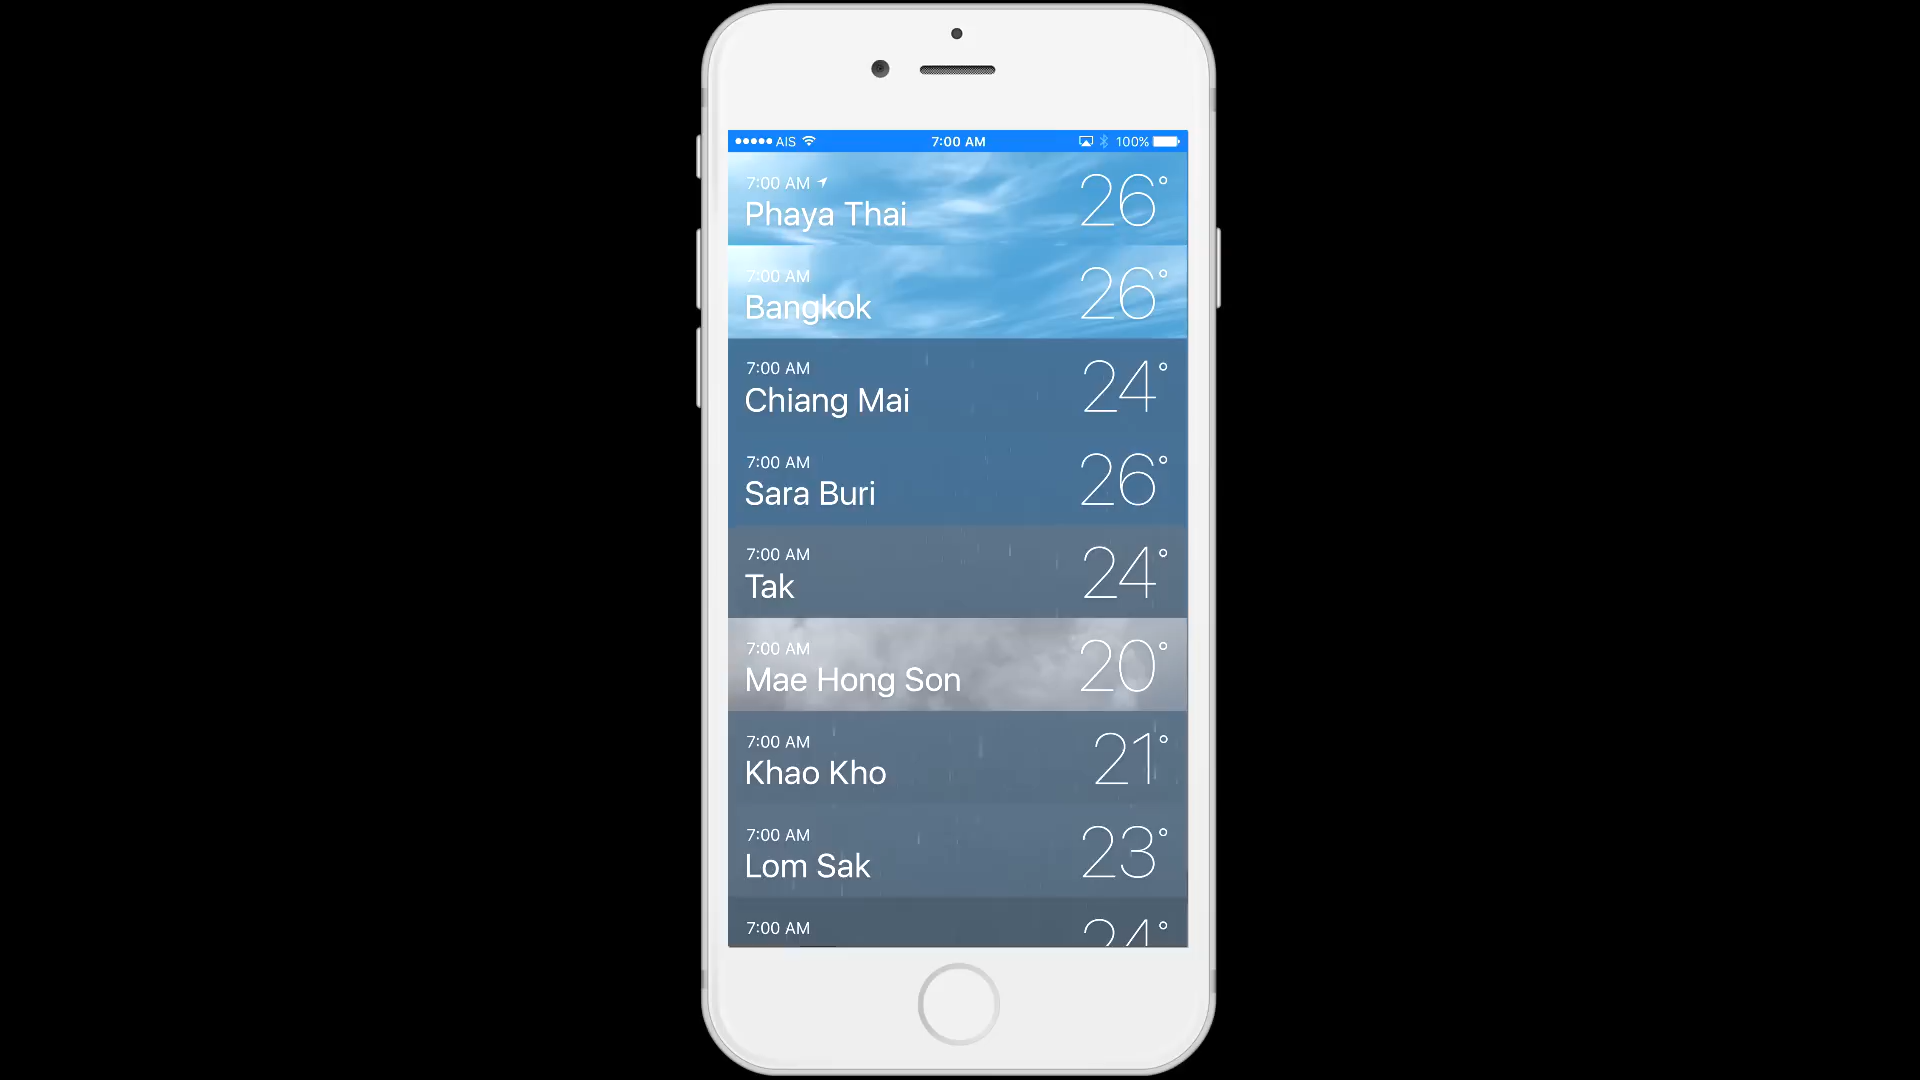 AIS 7:00 AM 100%
7:00 AM
Phaya Thai 26°
7:00 AM
Bangkok 26°
7:00 AM
Chiang Mai 24°
7:00 AM
Sara Buri 26°
7:00 AM
Tak 24°
7:00 AM
Mae Hong Son 20°
7:00 AM
Khao Kho 21°
7:00 AM
Lom Sak 23°
7:00 AM 24°